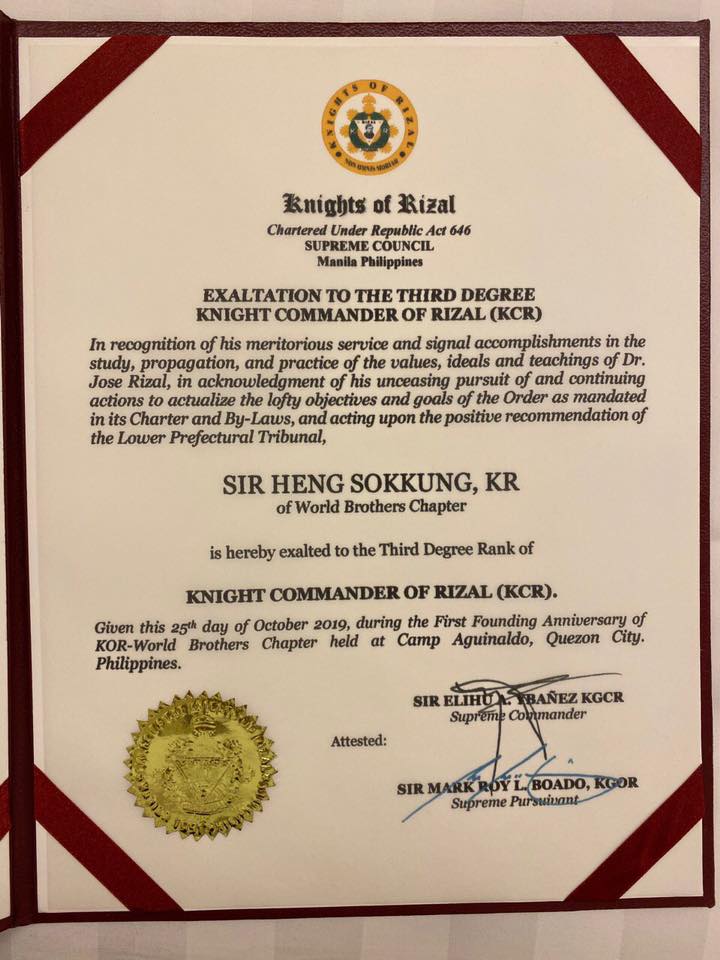 KNIGHTS OF RIZAL
RIZAL
K R
NON OMNIS MORIAR
Knights of Rizal
Chartered Under Republic Act 646
SUPREME COUNCIL
Manila Philippines
EXALTATION TO THE THIRD DEGREE
KNIGHT COMMANDER OF RIZAL (KCR)
In recognition of his meritorious service and signal accomplishments in the
study, propagation, and practice of the values, ideals and teachings of Dr.
Jose Rizal, in acknowledgment of his unceasing pursuit of and continuing
actions to actualize the lofty objectives and goals of the Order as mandated
in its Charter and By-Laws, and acting upon the positive recommendation of
the Lower Prefectural Tribunal,
SIR HENG SOKKUNG, KR
of World Brothers Chapter
is hereby exalted to the Third Degree Rank of
KNIGHT COMMANDER OF RIZAL (KCR).
Given this 25th day of October 2019, during the First Founding Anniversary of
KOR-World Brothers Chapter held at Camp Aguinaldo, Quezon City.
Philippines.
SIR ELIHU A. YBAÑEZ KGCR
Supreme Commander
Attested:
SIR MARK ROY L. BOADO, KGOR
Supreme Pursuivant